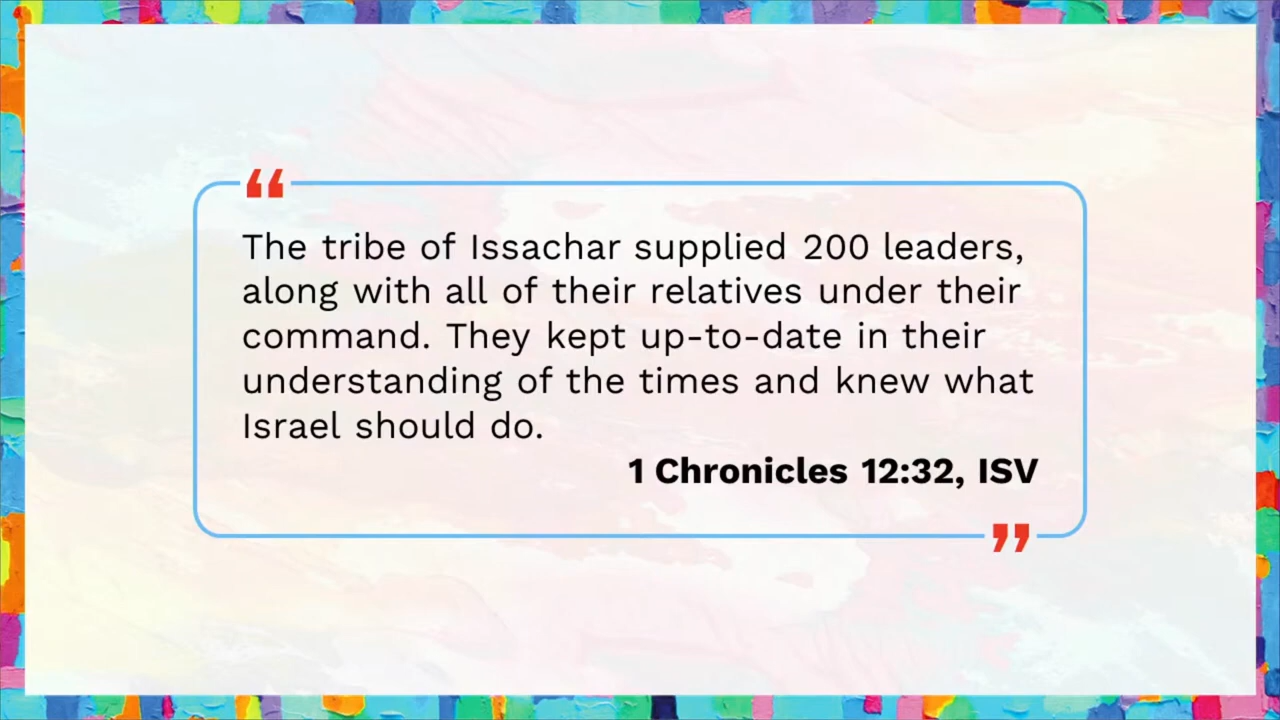 “
The tribe of Issachar supplied 200 leaders,
along with all of their relatives under their
command. They kept up-to-date in their
understanding of the times and knew what
Israel should do.
1 Chronicles 12:32, ISV
”